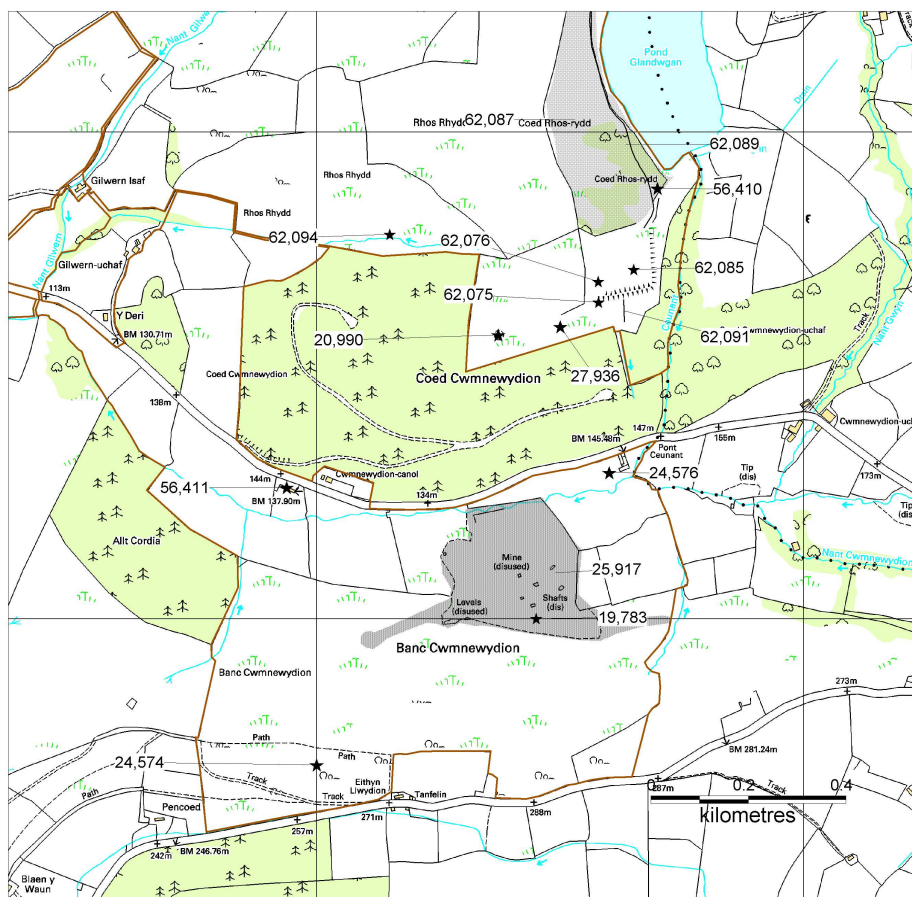 Nant Gilwern
Pond
Glandwgan
Drain
Rhos
62,087
Coed Rhos-rydd
62,089
Gilwern Isaf
Rhos Rhydd
Coed Rhos-rydd
56,410
Rhos Rhydd
62,094
62,076
Nant Gilwern
Gilwern-uchaf
62,085
113m
62,075
Ceunant
Track
Nant Gwyn
Y Deri
BM 130.71m
20,990
62,091
wmnewydion-uchaf
Coed Cwmnewydion
Coed Cwmnewydion
27,936
138m
147m
155m
Cwmnewydion-uch
BM 145.48m
Pont
Ceunant
Cwmnewydion-canol
24,576
Tip
(dis)
173m
144m
56,411
BM 137.90m
134m
Tip
(dis
Allt Cordia
Mine
(disused)
25,917
Nant Cwmnewydion
Levels
(disused)
Shafts
(dis)
19,783
Banc Cwmnewydion
Banc Cwmnewydion
273m
Path
Path
BM 281.24m
24,574
Track
Eithyn
Llwydion
Path
Track
Tanfelin
287m
0.2
0.4
Track
Pencoed
257m
271m
288m
kilometres
242m
BM 246.76m
Blaen y
Waun